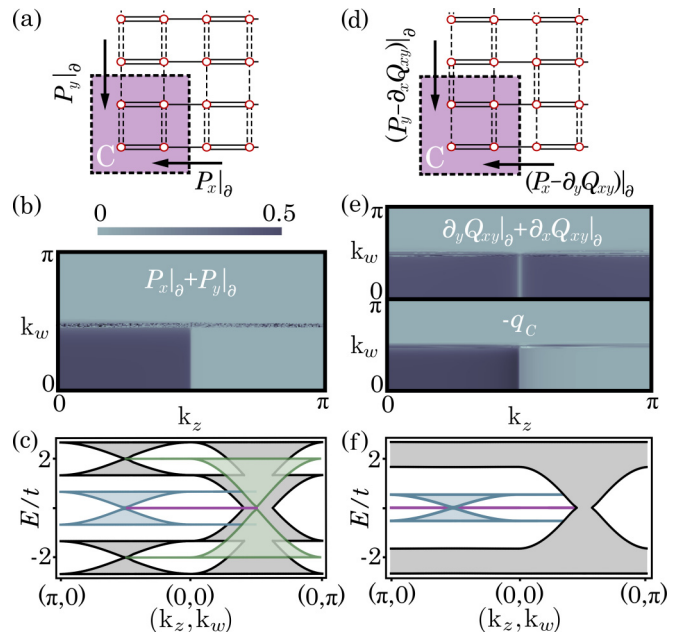 (a)
P_y|_∂
C
P_x|_∂
(d)
(P_y−∂_xQ_xy)|_∂
C
(P_x−∂_yQ_xy)|_∂
(b)
0 0.5
π
P_x|_∂+P_y|_∂
k_w
0
0 k_z π
(e)
π
∂_yQ_xy|_∂+∂_xQ_xy|_∂
k_w
0
π
-q_C
k_w
0
0 k_z π
(c)
E/t
2
0
-2
(π,0) (0,0) (0,π)
(k_z,k_w)
(f)
E/t
2
0
-2
(π,0) (0,0) (0,π)
(k_z,k_w)